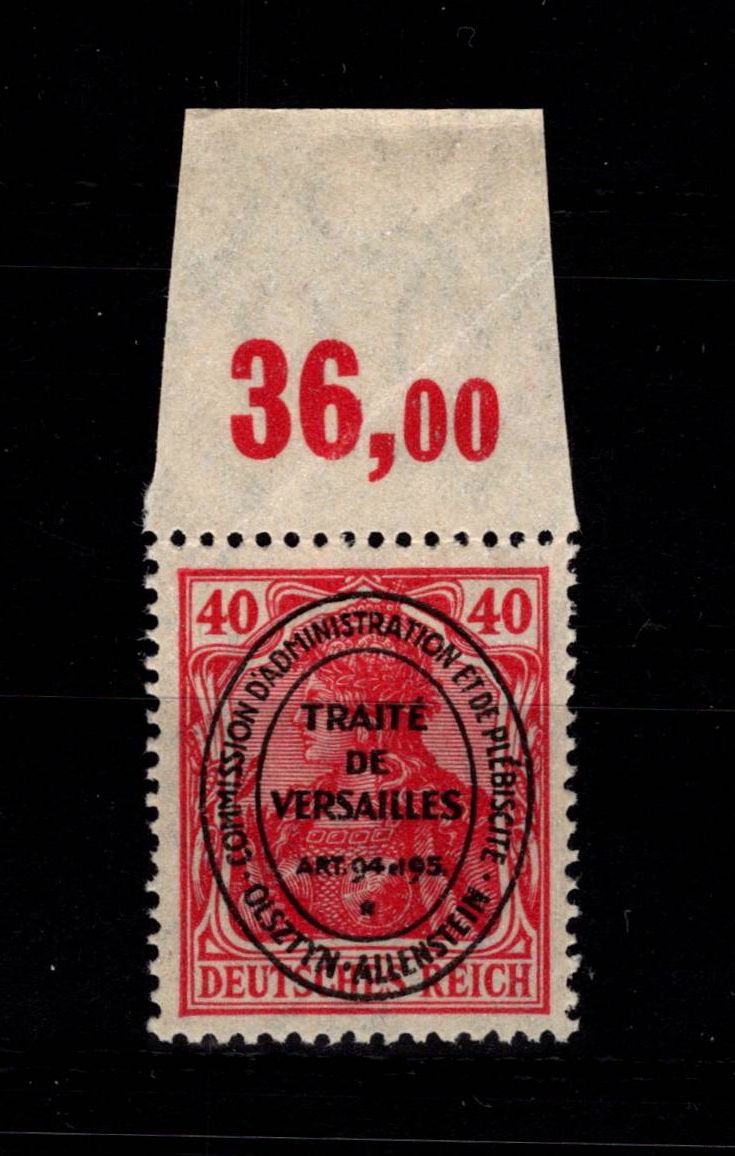 36,00
40 40
COMMISSION D'ADMINISTRATION ET DE PLÉBISCITE · OLSZTYN · ALLENSTEIN ·
TRAITÉ
DE
VERSAILLES
ART. 94 et 95.
DEUTSCHES REICH